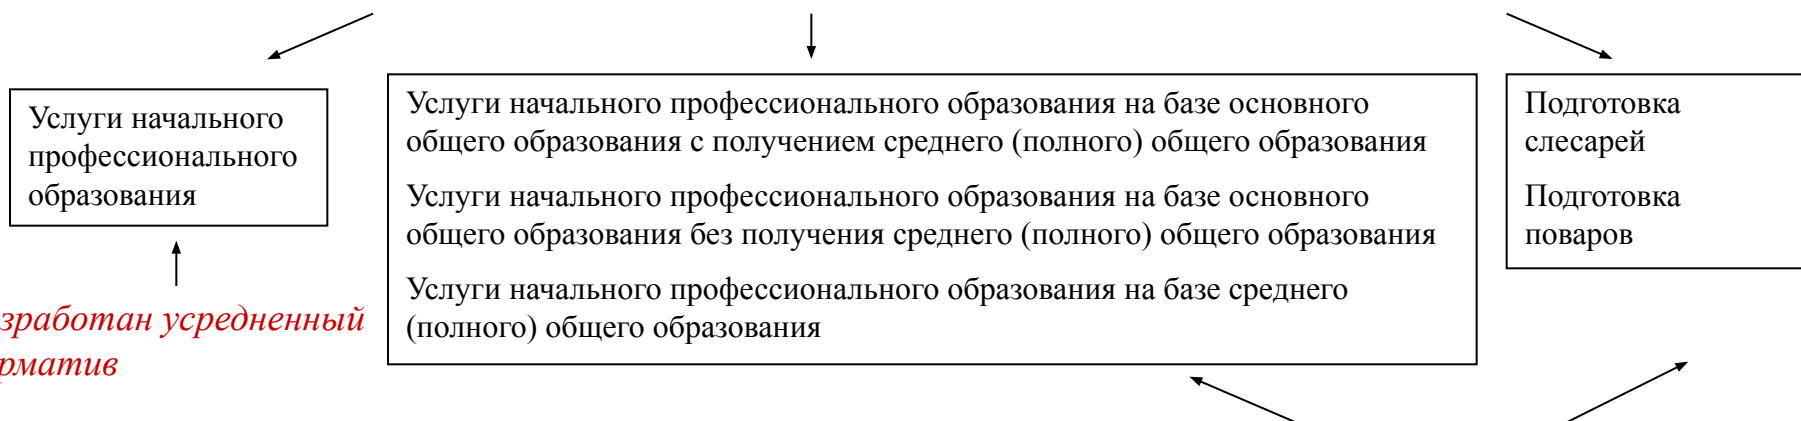 Услуги начального
профессионального
образования
Услуги начального профессионального образования на базе основного
общего образования с получением среднего (полного) общего образования
Услуги начального профессионального образования на базе основного
общего образования без получения среднего (полного) общего образования
Услуги начального профессионального образования на базе среднего
(полного) общего образования
Подготовка
слесарей
Подготовка
поваров
зработан усредненный
рматив